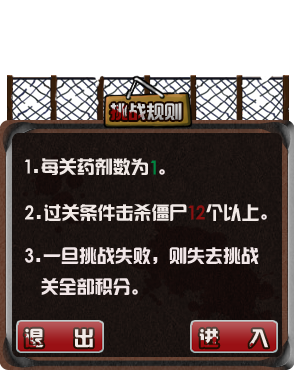 挑战规则
1.每关药剂数为1。
2.过关条件击杀僵尸12个以上。
3.一旦挑战失败，则失去挑战
关全部积分。
退 出
进 入